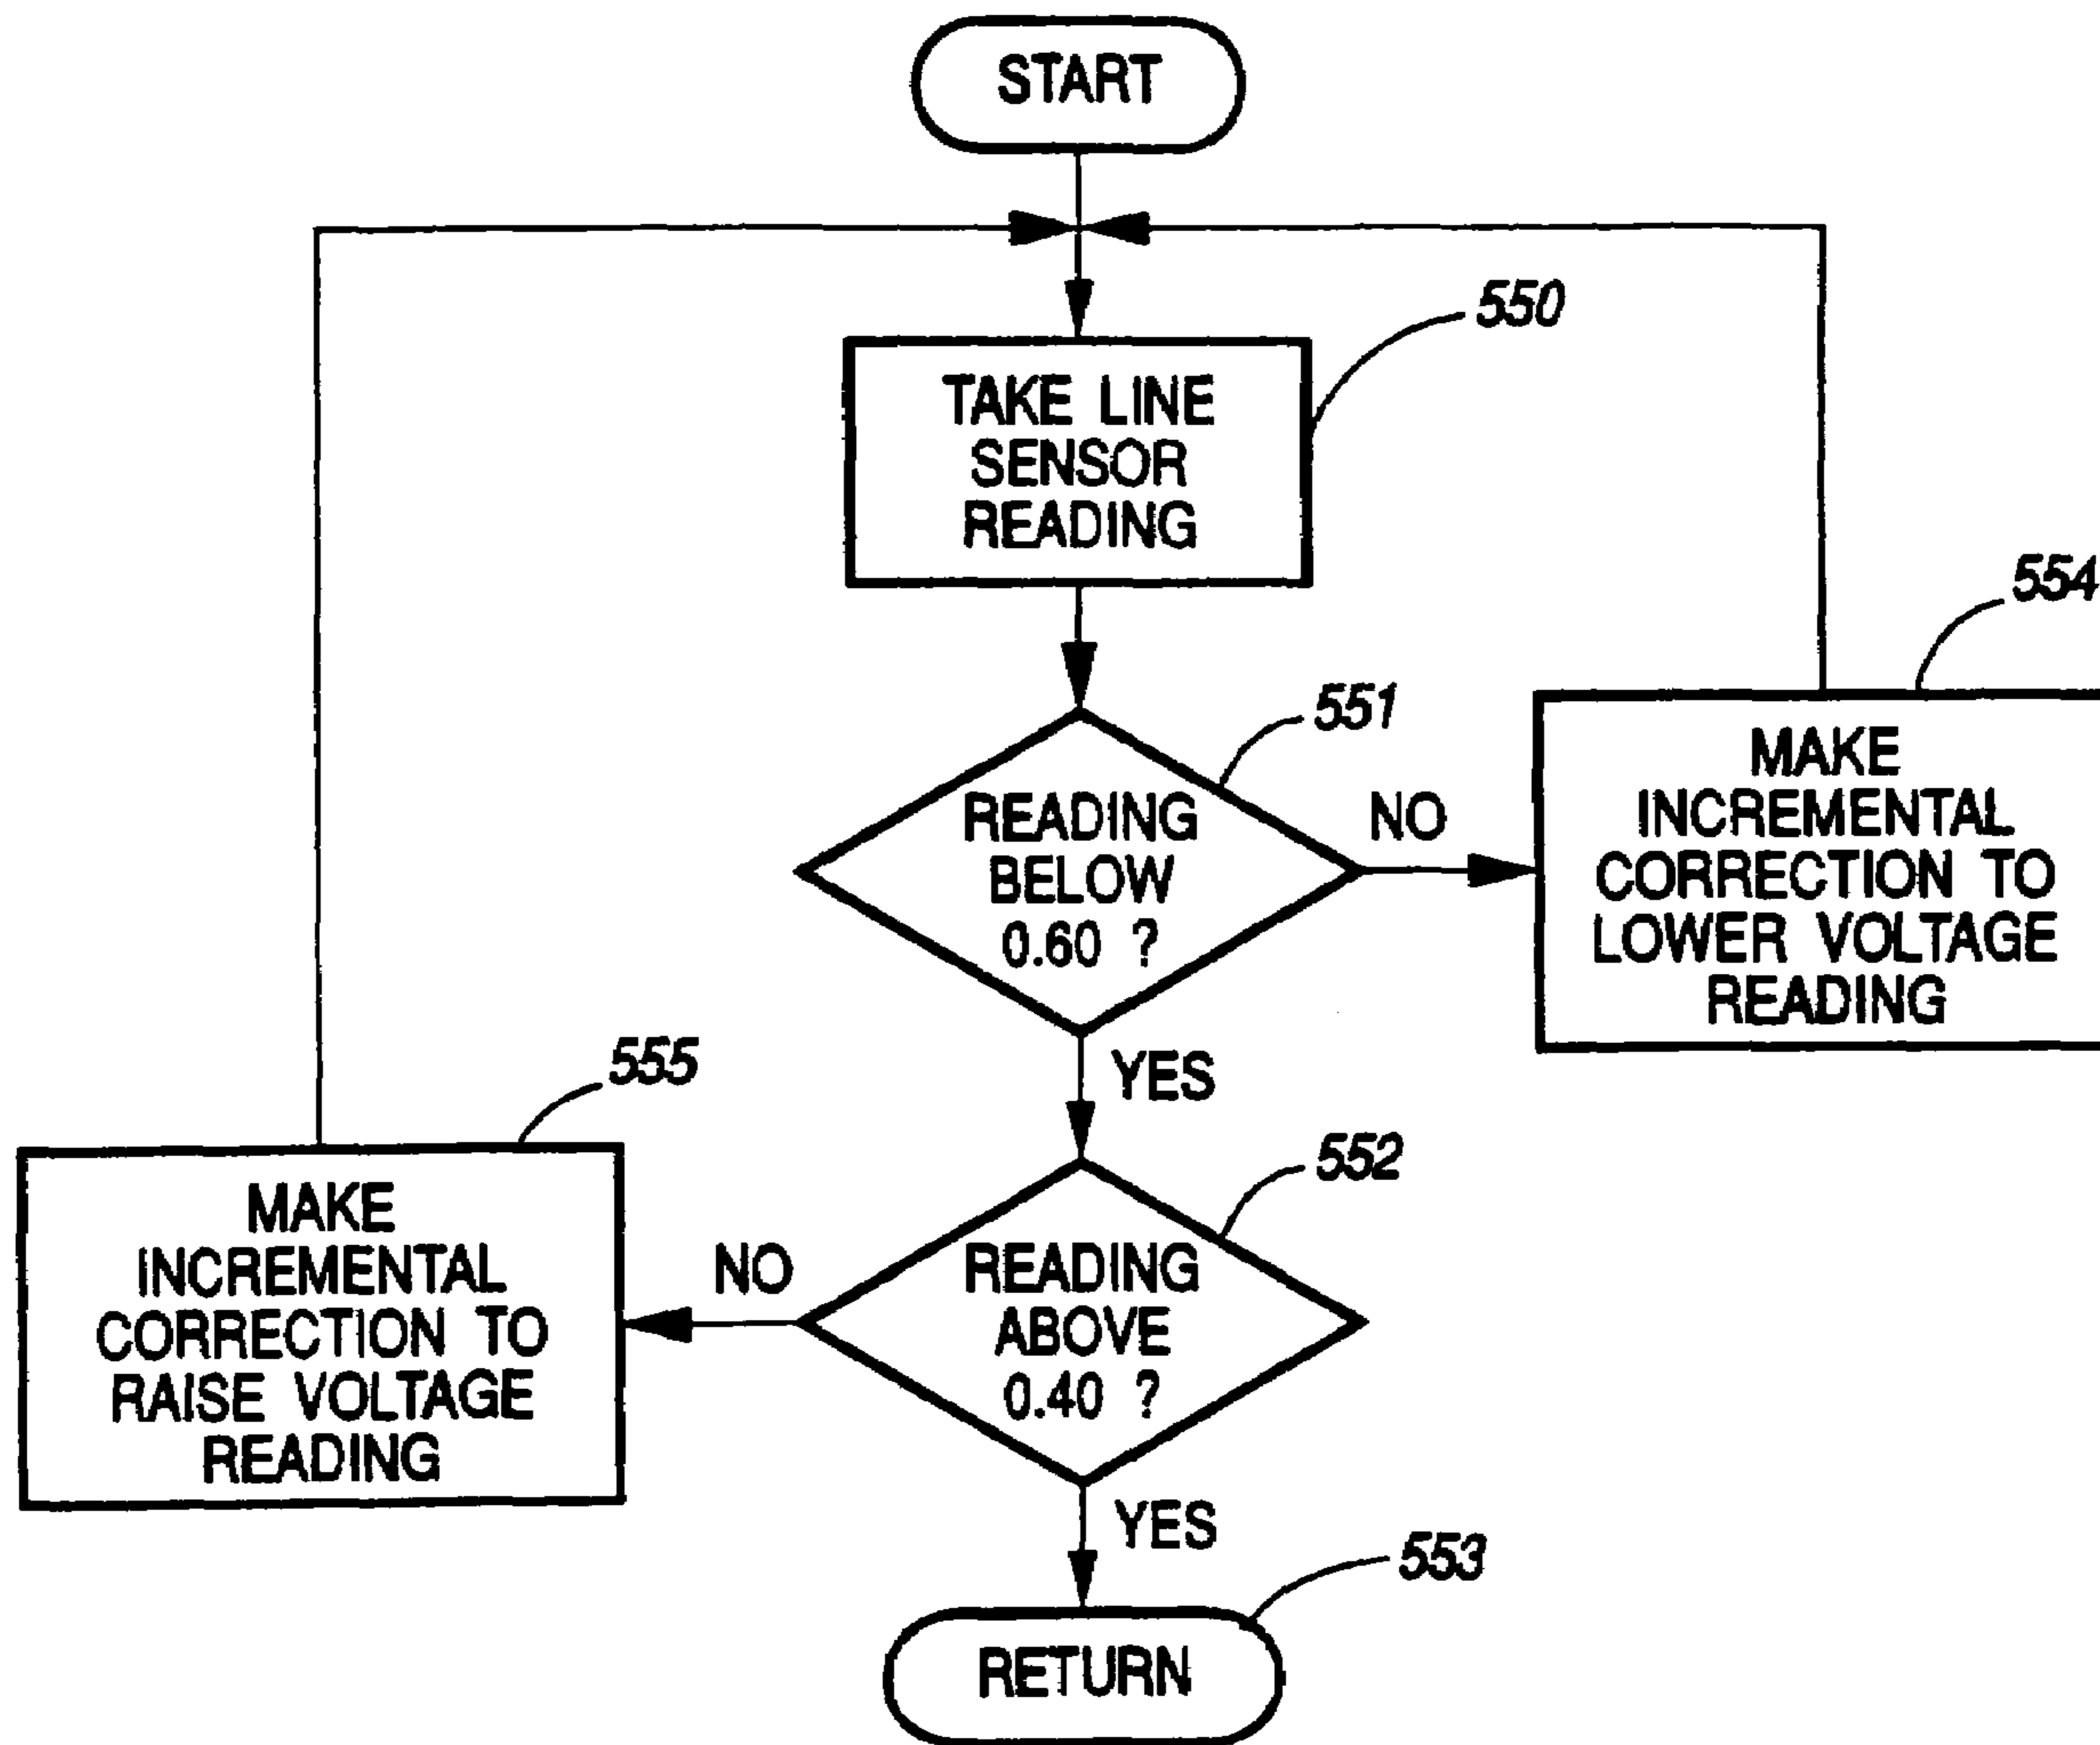 START
550
TAKE LINE
SENSOR
READING
554
551
READING
BELOW
0.60 ?
NO
MAKE
INCREMENTAL
CORRECTION TO
LOWER VOLTAGE
READING
YES
555
552
MAKE
INCREMENTAL
CORRECTION TO
RAISE VOLTAGE
READING
NO
READING
ABOVE
0.40 ?
YES
553
RETURN